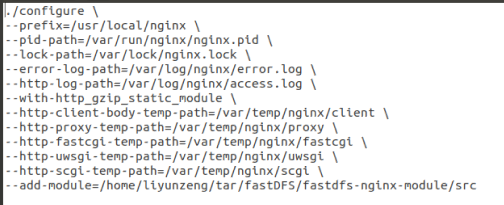 ./configure \
--prefix=/usr/local/nginx \
--pid-path=/var/run/nginx/nginx.pid \
--lock-path=/var/lock/nginx.lock \
--error-log-path=/var/log/nginx/error.log \
--http-log-path=/var/log/nginx/access.log \
--with-http_gzip_static_module \
--http-client-body-temp-path=/var/temp/nginx/client \
--http-proxy-temp-path=/var/temp/nginx/proxy \
--http-fastcgi-temp-path=/var/temp/nginx/fastcgi \
--http-uwsgi-temp-path=/var/temp/nginx/uwsgi \
--http-scgi-temp-path=/var/temp/nginx/scgi \
--add-module=/home/liyunzeng/tar/fastDFS/fastdfs-nginx-module/src